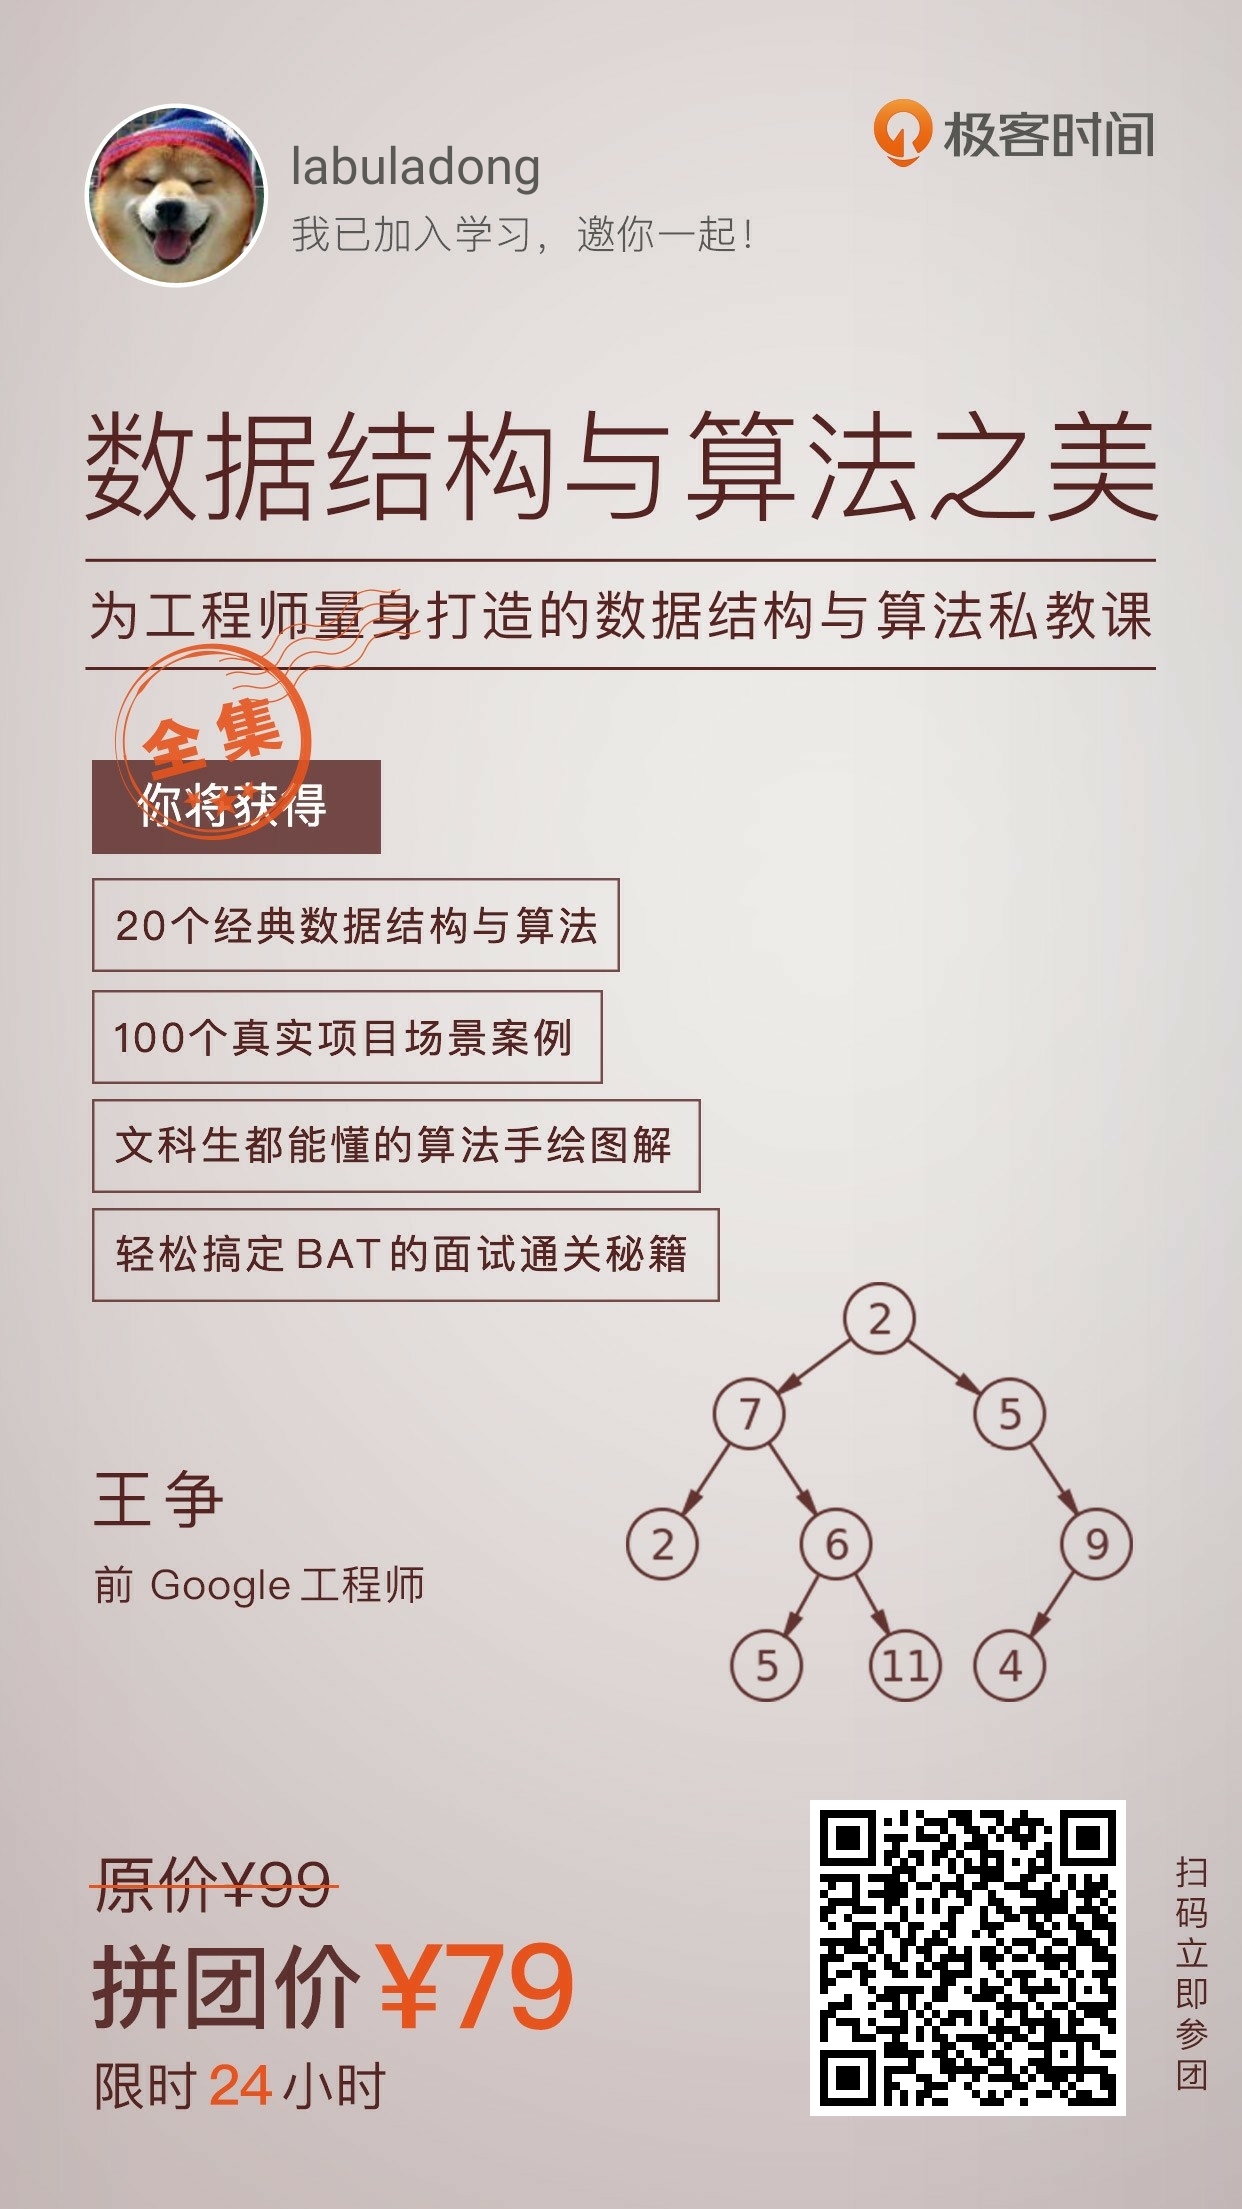 labuladong
极客时间
我已加入学习，邀你一起！
数据结构与算法之美
为工程师量身打造的数据结构与算法私教课
全集
你将获得
20个经典数据结构与算法
100个真实项目场景案例
文科生都能懂的算法手绘图解
轻松搞定BAT的面试通关秘籍
2
7 5
2 6 9
5 11 4
王争
前 Google 工程师
原价¥99
拼团价¥79
限时24小时
扫码立即参团